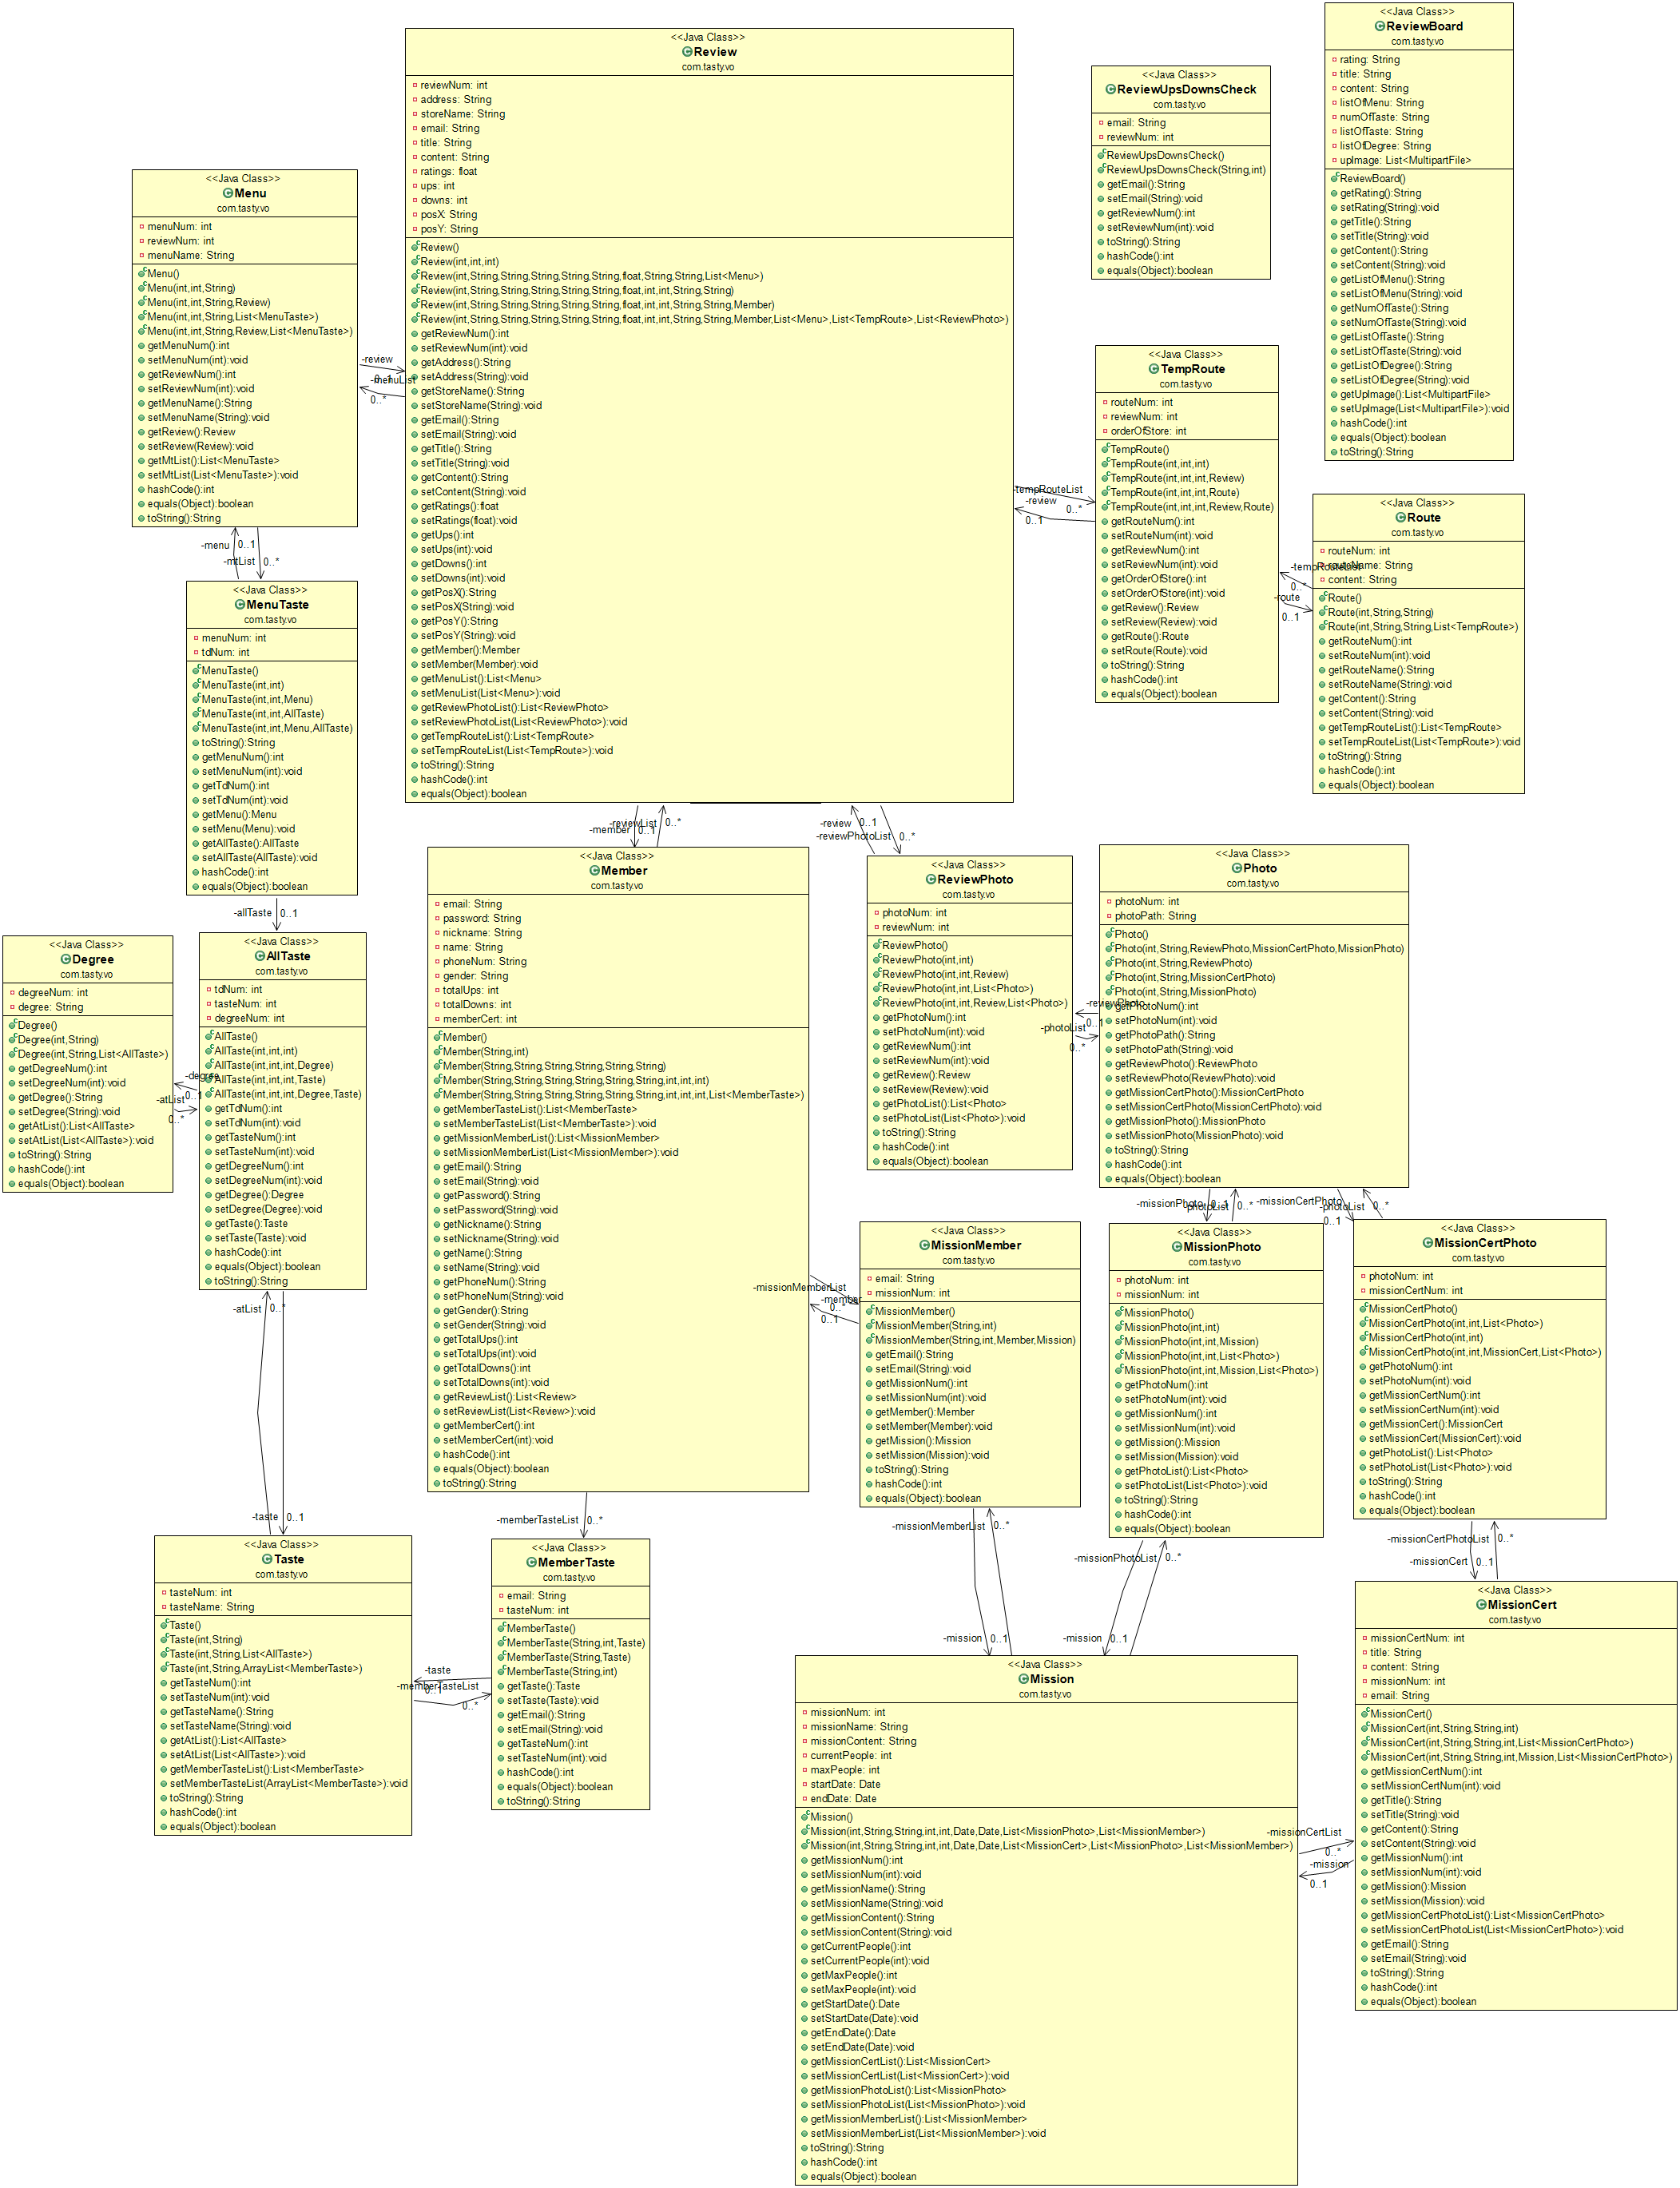 <<Java Class>>
Review
com.tasty.vo
reviewNum: int
address: String
storeName: String
email: String
title: String
content: String
ratings: float
ups: int
downs: int
posX: String
posY: String
Review()
Review(int,int,int)
Review(int,String,String,String,String,String,float,String,String,List<Menu>)
Review(int,String,String,String,String,String,float,int,int,String,String)
Review(int,String,String,String,String,String,float,int,int,String,String,Member)
Review(int,String,String,String,String,String,float,int,int,String,String,Member,List<Menu>,List<TempRoute>,List<ReviewPhoto>)
getReviewNum():int
setReviewNum(int):void
getAddress():String
setAddress(String):void
getStoreName():String
setStoreName(String):void
getEmail():String
setEmail(String):void
getTitle():String
setTitle(String):void
getContent():String
setContent(String):void
getRatings():float
setRatings(float):void
getUps():int
setUps(int):void
getDowns():int
setDowns(int):void
getPosX():String
setPosX(String):void
getPosY():String
setPosY(String):void
getMember():Member
setMember(Member):void
getMenuList():List<Menu>
setMenuList(List<Menu>):void
getReviewPhotoList():List<ReviewPhoto>
setReviewPhotoList(List<ReviewPhoto>):void
getTempRouteList():List<TempRoute>
setTempRouteList(List<TempRoute>):void
toString():String
hashCode():int
equals(Object):boolean
<<Java Class>>
ReviewUpsDownsCheck
com.tasty.vo
email: String
reviewNum: int
ReviewUpsDownsCheck()
ReviewUpsDownsCheck(String,int)
getEmail():String
setEmail(String):void
getReviewNum():int
setReviewNum(int):void
toString():String
hashCode():int
equals(Object):boolean
<<Java Class>>
ReviewBoard
com.tasty.vo
rating: String
title: String
content: String
listOfMenu: String
numOfTaste: String
listOfTaste: String
listOfDegree: String
upImage: List<MultipartFile>
ReviewBoard()
getRating():String
setRating(String):void
getTitle():String
setTitle(String):void
getContent():String
setContent(String):void
getListOfMenu():String
setListOfMenu(String):void
getNumOfTaste():String
setNumOfTaste(String):void
getListOfTaste():String
setListOfTaste(String):void
getListOfDegree():String
setListOfDegree(String):void
getUpImage():List<MultipartFile>
setUpImage(List<MultipartFile>):void
hashCode():int
equals(Object):boolean
toString():String
<<Java Class>>
Menu
com.tasty.vo
menuNum: int
reviewNum: int
menuName: String
Menu()
Menu(int,int,String)
Menu(int,int,String,Review)
Menu(int,int,String,List<MenuTaste>)
Menu(int,int,String,Review,List<MenuTaste>)
getMenuNum():int
setMenuNum(int):void
getReviewNum():int
setReviewNum(int):void
getMenuName():String
setMenuName(String):void
getReview():Review
setReview(Review):void
getMtList():List<MenuTaste>
setMtList(List<MenuTaste>):void
hashCode():int
equals(Object):boolean
toString():String
-review
0..1
-menuList
0..*
<<Java Class>>
TempRoute
com.tasty.vo
routeNum: int
reviewNum: int
orderOfStore: int
TempRoute()
TempRoute(int,int,int)
TempRoute(int,int,int,Review)
TempRoute(int,int,int,Route)
TempRoute(int,int,int,Review,Route)
getRouteNum():int
setRouteNum(int):void
getReviewNum():int
setReviewNum(int):void
getOrderOfStore():int
setOrderOfStore(int):void
getReview():Review
setReview(Review):void
getRoute():Route
setRoute(Route):void
toString():String
hashCode():int
equals(Object):boolean
-tempRouteList
-review
0..*
0..1
<<Java Class>>
Route
com.tasty.vo
routeNum: int
routeName: String
content: String
Route()
Route(int,String,String)
Route(int,String,String,List<TempRoute>)
getRouteNum():int
setRouteNum(int):void
getRouteName():String
setRouteName(String):void
getContent():String
setContent(String):void
getTempRouteList():List<TempRoute>
setTempRouteList(List<TempRoute>):void
toString():String
hashCode():int
equals(Object):boolean
-tempRouteList
0..*
-route
0..1
-menu 0..1
-mtList 0..*
<<Java Class>>
MenuTaste
com.tasty.vo
menuNum: int
tdNum: int
MenuTaste()
MenuTaste(int,int)
MenuTaste(int,int,Menu)
MenuTaste(int,int,AllTaste)
MenuTaste(int,int,Menu,AllTaste)
toString():String
getMenuNum():int
setMenuNum(int):void
getTdNum():int
setTdNum(int):void
getMenu():Menu
setMenu(Menu):void
getAllTaste():AllTaste
setAllTaste(AllTaste):void
hashCode():int
equals(Object):boolean
-allTaste 0..1
-reviewList 0..*
-member 0..1
-review 0..1
-reviewPhotoList 0..*
<<Java Class>>
Member
com.tasty.vo
email: String
password: String
nickname: String
name: String
phoneNum: String
gender: String
totalUps: int
totalDowns: int
memberCert: int
Member()
Member(String,int)
Member(String,String,String,String,String,String)
Member(String,String,String,String,String,String,int,int,int)
Member(String,String,String,String,String,String,int,int,int,List<MemberTaste>)
getMemberTasteList():List<MemberTaste>
setMemberTasteList(List<MemberTaste>):void
getMissionMemberList():List<MissionMember>
setMissionMemberList(List<MissionMember>):void
getEmail():String
setEmail(String):void
getPassword():String
setPassword(String):void
getNickname():String
setNickname(String):void
getName():String
setName(String):void
getPhoneNum():String
setPhoneNum(String):void
getGender():String
setGender(String):void
getTotalUps():int
setTotalUps(int):void
getTotalDowns():int
setTotalDowns(int):void
getReviewList():List<Review>
setReviewList(List<Review>):void
getMemberCert():int
setMemberCert(int):void
hashCode():int
equals(Object):boolean
toString():String
<<Java Class>>
ReviewPhoto
com.tasty.vo
photoNum: int
reviewNum: int
ReviewPhoto()
ReviewPhoto(int,int)
ReviewPhoto(int,int,Review)
ReviewPhoto(int,int,List<Photo>)
ReviewPhoto(int,int,Review,List<Photo>)
getPhotoNum():int
setPhotoNum(int):void
getReviewNum():int
setReviewNum(int):void
getReview():Review
setReview(Review):void
getPhotoList():List<Photo>
setPhotoList(List<Photo>):void
toString():String
hashCode():int
equals(Object):boolean
<<Java Class>>
Photo
com.tasty.vo
photoNum: int
photoPath: String
Photo()
Photo(int,String,ReviewPhoto,MissionCertPhoto,MissionPhoto)
Photo(int,String,ReviewPhoto)
Photo(int,String,MissionCertPhoto)
Photo(int,String,MissionPhoto)
getPhotoNum():int
setPhotoNum(int):void
getPhotoPath():String
setPhotoPath(String):void
getReviewPhoto():ReviewPhoto
setReviewPhoto(ReviewPhoto):void
getMissionCertPhoto():MissionCertPhoto
setMissionCertPhoto(MissionCertPhoto):void
getMissionPhoto():MissionPhoto
setMissionPhoto(MissionPhoto):void
toString():String
hashCode():int
equals(Object):boolean
-reviewPhoto
0..1
-photoList
0..*
<<Java Class>>
Degree
com.tasty.vo
degreeNum: int
degree: String
Degree()
Degree(int,String)
Degree(int,String,List<AllTaste>)
getDegreeNum():int
setDegreeNum(int):void
getDegree():String
setDegree(String):void
getAtList():List<AllTaste>
setAtList(List<AllTaste>):void
toString():String
hashCode():int
equals(Object):boolean
-degree
0..1
-atList
0..*
<<Java Class>>
AllTaste
com.tasty.vo
tdNum: int
tasteNum: int
degreeNum: int
AllTaste()
AllTaste(int,int,int)
AllTaste(int,int,int,Degree)
AllTaste(int,int,int,Taste)
AllTaste(int,int,int,Degree,Taste)
getTdNum():int
setTdNum(int):void
getTasteNum():int
setTasteNum(int):void
getDegreeNum():int
setDegreeNum(int):void
getDegree():Degree
setDegree(Degree):void
getTaste():Taste
setTaste(Taste):void
hashCode():int
equals(Object):boolean
toString():String
-atList 0..*
-taste 0..1
-missionPhoto 0..1
-photoList 0..*
-missionCertPhoto
0..1
-photoList 0..*
<<Java Class>>
MissionMember
com.tasty.vo
email: String
missionNum: int
MissionMember()
MissionMember(String,int)
MissionMember(String,int,Member,Mission)
getEmail():String
setEmail(String):void
getMissionNum():int
setMissionNum(int):void
getMember():Member
setMember(Member):void
getMission():Mission
setMission(Mission):void
toString():String
hashCode():int
equals(Object):boolean
-missionMemberList
0..*
-member
0..1
<<Java Class>>
MissionPhoto
com.tasty.vo
photoNum: int
missionNum: int
MissionPhoto()
MissionPhoto(int,int)
MissionPhoto(int,int,Mission)
MissionPhoto(int,int,List<Photo>)
MissionPhoto(int,int,Mission,List<Photo>)
getPhotoNum():int
setPhotoNum(int):void
getMissionNum():int
setMissionNum(int):void
getMission():Mission
setMission(Mission):void
getPhotoList():List<Photo>
setPhotoList(List<Photo>):void
toString():String
hashCode():int
equals(Object):boolean
<<Java Class>>
MissionCertPhoto
com.tasty.vo
photoNum: int
missionCertNum: int
MissionCertPhoto()
MissionCertPhoto(int,int,List<Photo>)
MissionCertPhoto(int,int)
MissionCertPhoto(int,int,MissionCert,List<Photo>)
getPhotoNum():int
setPhotoNum(int):void
getMissionCertNum():int
setMissionCertNum(int):void
getMissionCert():MissionCert
setMissionCert(MissionCert):void
getPhotoList():List<Photo>
setPhotoList(List<Photo>):void
toString():String
hashCode():int
equals(Object):boolean
-memberTasteList 0..*
-missionMemberList 0..*
-missionPhotoList 0..*
-missionCertPhotoList 0..*
-missionCert 0..1
<<Java Class>>
Taste
com.tasty.vo
tasteNum: int
tasteName: String
Taste()
Taste(int,String)
Taste(int,String,List<AllTaste>)
Taste(int,String,ArrayList<MemberTaste>)
getTasteNum():int
setTasteNum(int):void
getTasteName():String
setTasteName(String):void
getAtList():List<AllTaste>
setAtList(List<AllTaste>):void
getMemberTasteList():List<MemberTaste>
setMemberTasteList(ArrayList<MemberTaste>):void
toString():String
hashCode():int
equals(Object):boolean
-taste
0..1
-memberTasteList
0..*
<<Java Class>>
MemberTaste
com.tasty.vo
email: String
tasteNum: int
MemberTaste()
MemberTaste(String,int,Taste)
MemberTaste(String,Taste)
MemberTaste(String,int)
getTaste():Taste
setTaste(Taste):void
getEmail():String
setEmail(String):void
getTasteNum():int
setTasteNum(int):void
hashCode():int
equals(Object):boolean
toString():String
-mission 0..1
-mission 0..1
<<Java Class>>
Mission
com.tasty.vo
missionNum: int
missionName: String
missionContent: String
currentPeople: int
maxPeople: int
startDate: Date
endDate: Date
Mission()
Mission(int,String,String,int,int,Date,Date,List<MissionPhoto>,List<MissionMember>)
Mission(int,String,String,int,int,Date,Date,List<MissionCert>,List<MissionPhoto>,List<MissionMember>)
getMissionNum():int
setMissionNum(int):void
getMissionName():String
setMissionName(String):void
getMissionContent():String
setMissionContent(String):void
getCurrentPeople():int
setCurrentPeople(int):void
getMaxPeople():int
setMaxPeople(int):void
getStartDate():Date
setStartDate(Date):void
getEndDate():Date
setEndDate(Date):void
getMissionCertList():List<MissionCert>
setMissionCertList(List<MissionCert>):void
getMissionPhotoList():List<MissionPhoto>
setMissionPhotoList(List<MissionPhoto>):void
getMissionMemberList():List<MissionMember>
setMissionMemberList(List<MissionMember>):void
toString():String
hashCode():int
equals(Object):boolean
-missionCertList
0..*
-mission
0..1
<<Java Class>>
MissionCert
com.tasty.vo
missionCertNum: int
title: String
content: String
missionNum: int
email: String
MissionCert()
MissionCert(int,String,String,int)
MissionCert(int,String,String,int,List<MissionCertPhoto>)
MissionCert(int,String,String,int,Mission,List<MissionCertPhoto>)
getMissionCertNum():int
setMissionCertNum(int):void
getTitle():String
setTitle(String):void
getContent():String
setContent(String):void
getMissionNum():int
setMissionNum(int):void
getMission():Mission
setMission(Mission):void
getMissionCertPhotoList():List<MissionCertPhoto>
setMissionCertPhotoList(List<MissionCertPhoto>):void
getEmail():String
setEmail(String):void
toString():String
hashCode():int
equals(Object):boolean